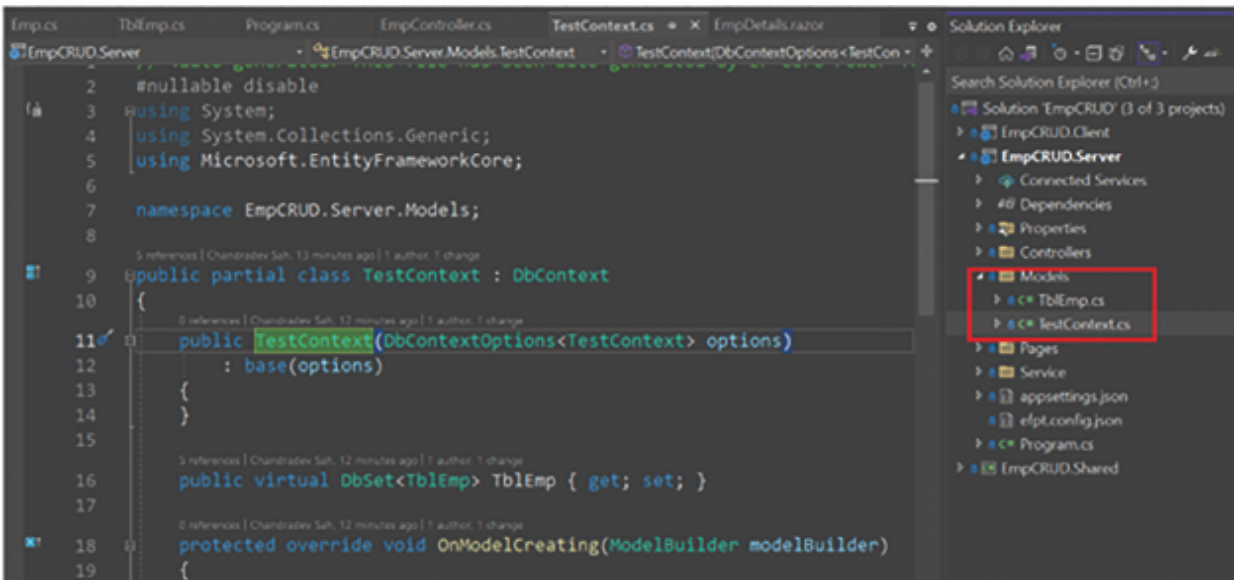 Emp.cs TblEmp.cs Program.cs EmpController.cs TestContext.cs EmpDetails.razor
EmpCRUD.Server EmpCRUD.Server.Models.TestContext TestContext(DbContextOptions<TestCon
2 #nullable disable
3 using System;
4 using System.Collections.Generic;
5 using Microsoft.EntityFrameworkCore;
6
7 namespace EmpCRUD.Server.Models;
8
5 references | Chandradev Sah, 13 minutes ago | 1 author, 1 change
9 public partial class TestContext : DbContext
10 {
0 references | Chandradev Sah, 12 minutes ago | 1 author, 1 change
11 public TestContext(DbContextOptions<TestContext> options)
12 : base(options)
13 {
14 }
15
5 references | Chandradev Sah, 12 minutes ago | 1 author, 1 change
16 public virtual DbSet<TblEmp> TblEmp { get; set; }
17
0 references | Chandradev Sah, 12 minutes ago | 1 author, 1 change
18 protected override void OnModelCreating(ModelBuilder modelBuilder)
19 {
Solution Explorer
Search Solution Explorer (Ctrl+;)
Solution 'EmpCRUD' (3 of 3 projects)
EmpCRUD.Client
EmpCRUD.Server
Connected Services
Dependencies
Properties
Controllers
Models
C# TblEmp.cs
C# TestContext.cs
Pages
Service
appsettings.json
efpt.config.json
C# Program.cs
EmpCRUD.Shared